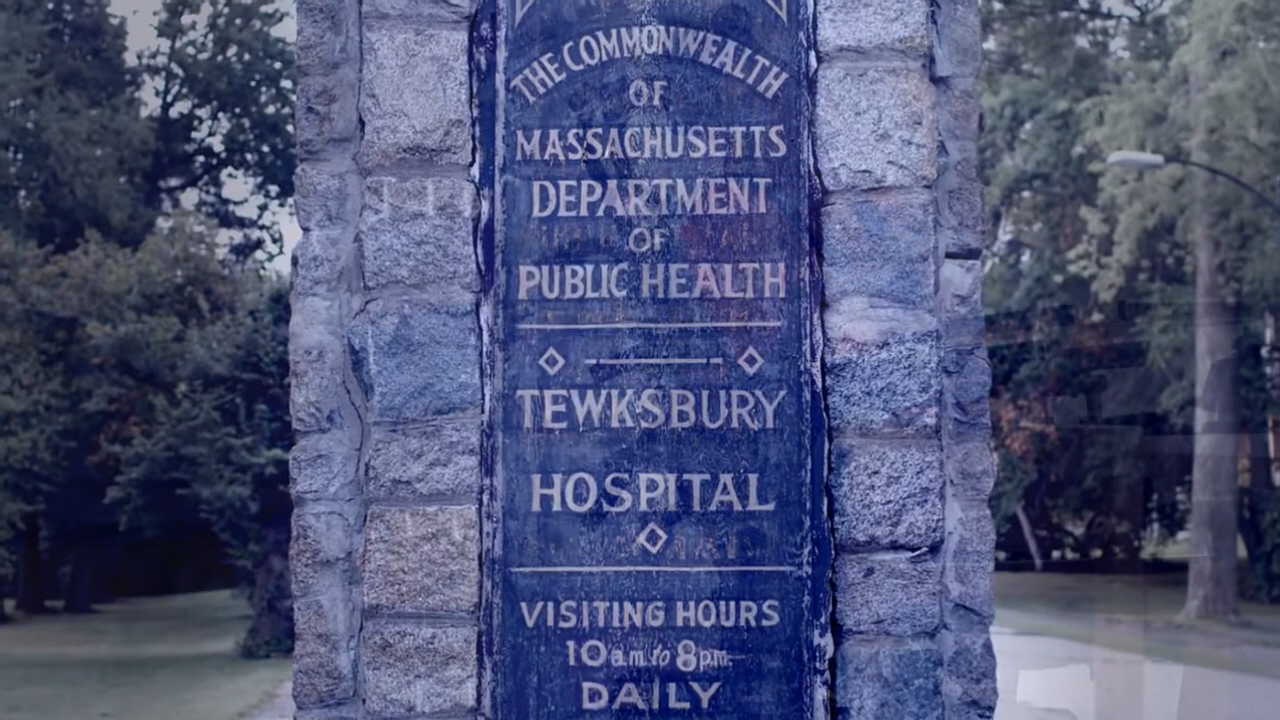 THE COMMONWEALTH
OF
MASSACHUSETTS
DEPARTMENT
OF
PUBLIC HEALTH
TEWKSBURY
HOSPITAL
VISITING HOURS
10 a.m. to 8 p.m.
DAILY